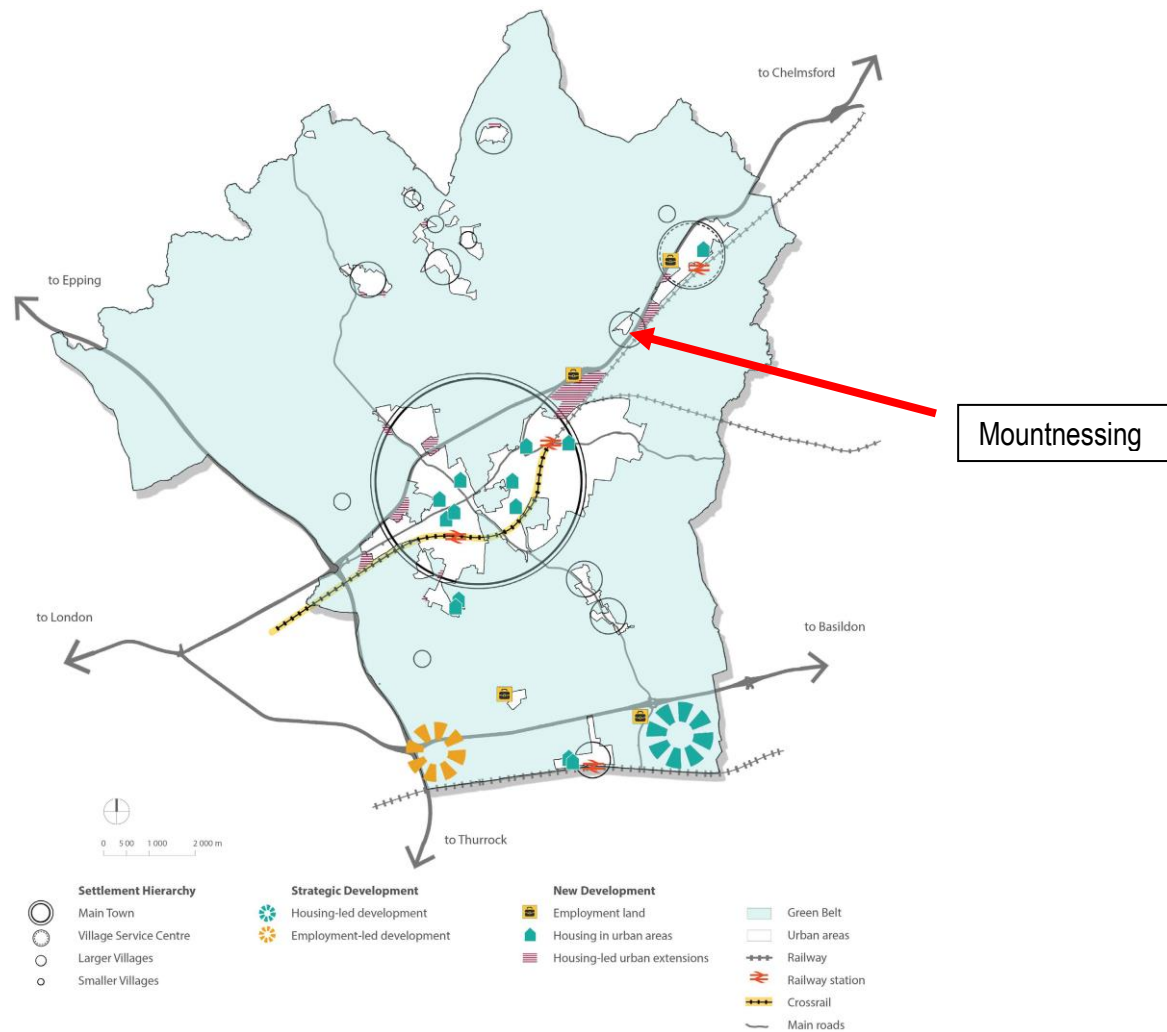 to Chelmsford
to Epping
Mountnessing
to London
to Basildon
to Thurrock
0 500 1 000 2 000 m
Settlement Hierarchy
Main Town
Village Service Centre
Larger Villages
Smaller Villages
Strategic Development
Housing-led development
Employment-led development
New Development
Employment land
Housing in urban areas
Housing-led urban extensions
Green Belt
Urban areas
Railway
Railway station
Crossrail
Main roads